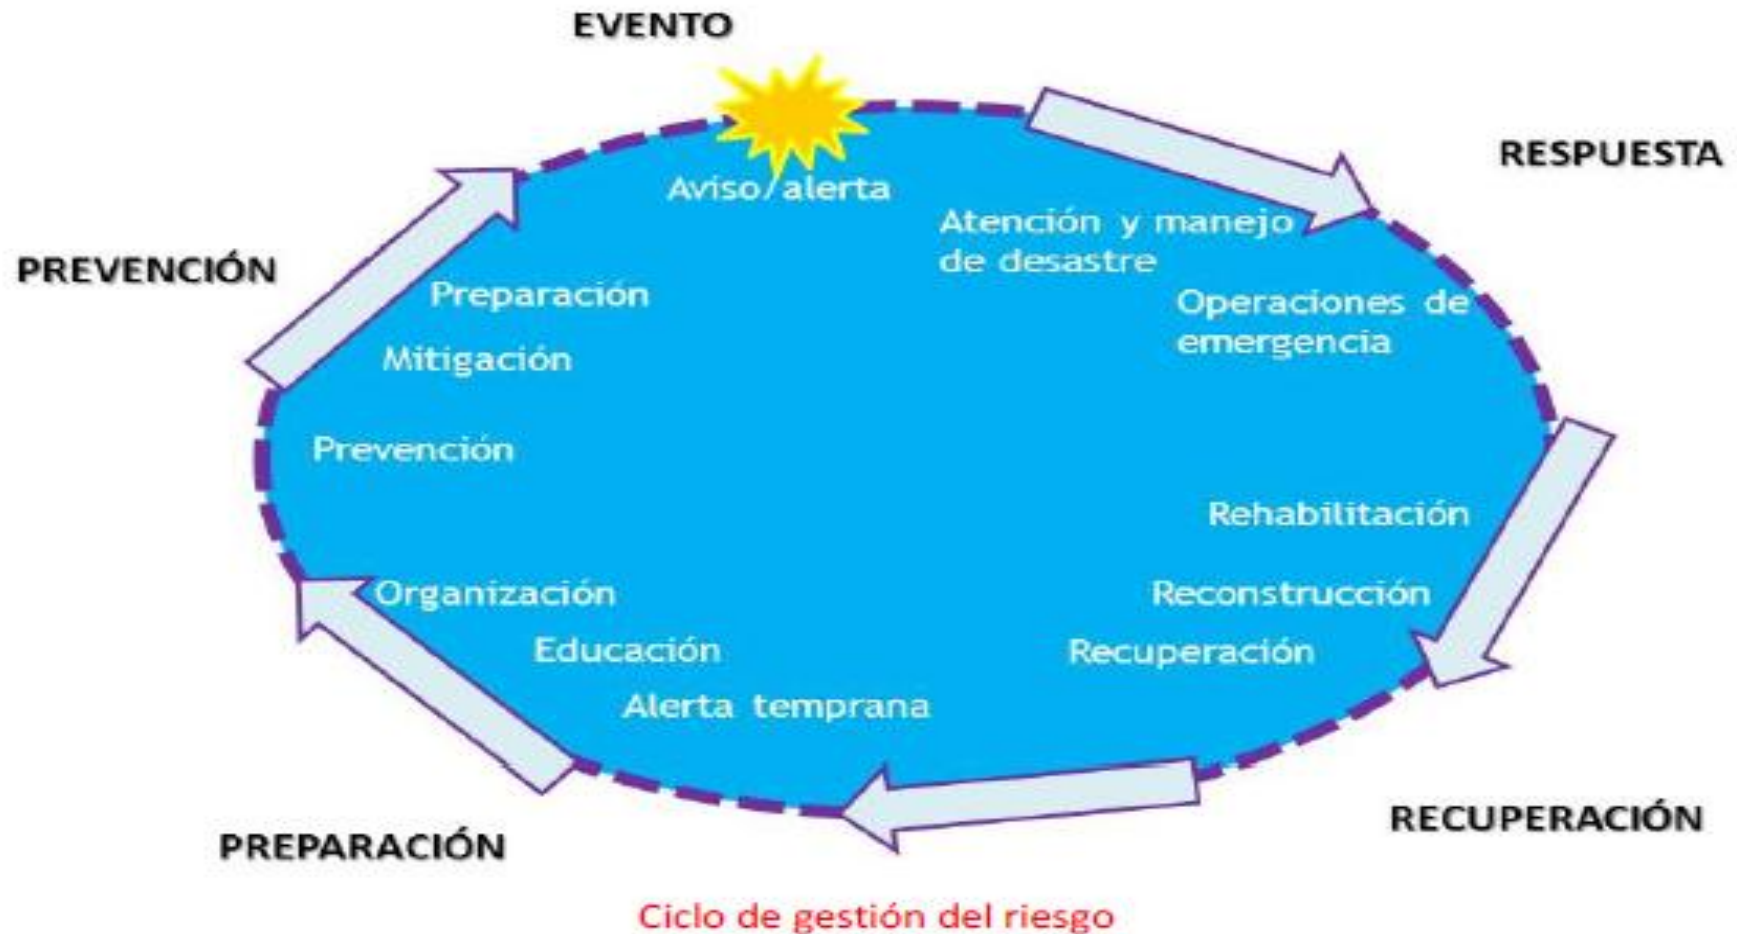 EVENTO
Aviso/alerta
RESPUESTA
Atención y manejo
de desastre
Operaciones de
emergencia
PREVENCIÓN
Preparación
Mitigación
Prevención
Rehabilitación
Reconstrucción
Recuperación
Organización
Educación
Alerta temprana
RECUPERACIÓN
PREPARACIÓN
Ciclo de gestión del riesgo